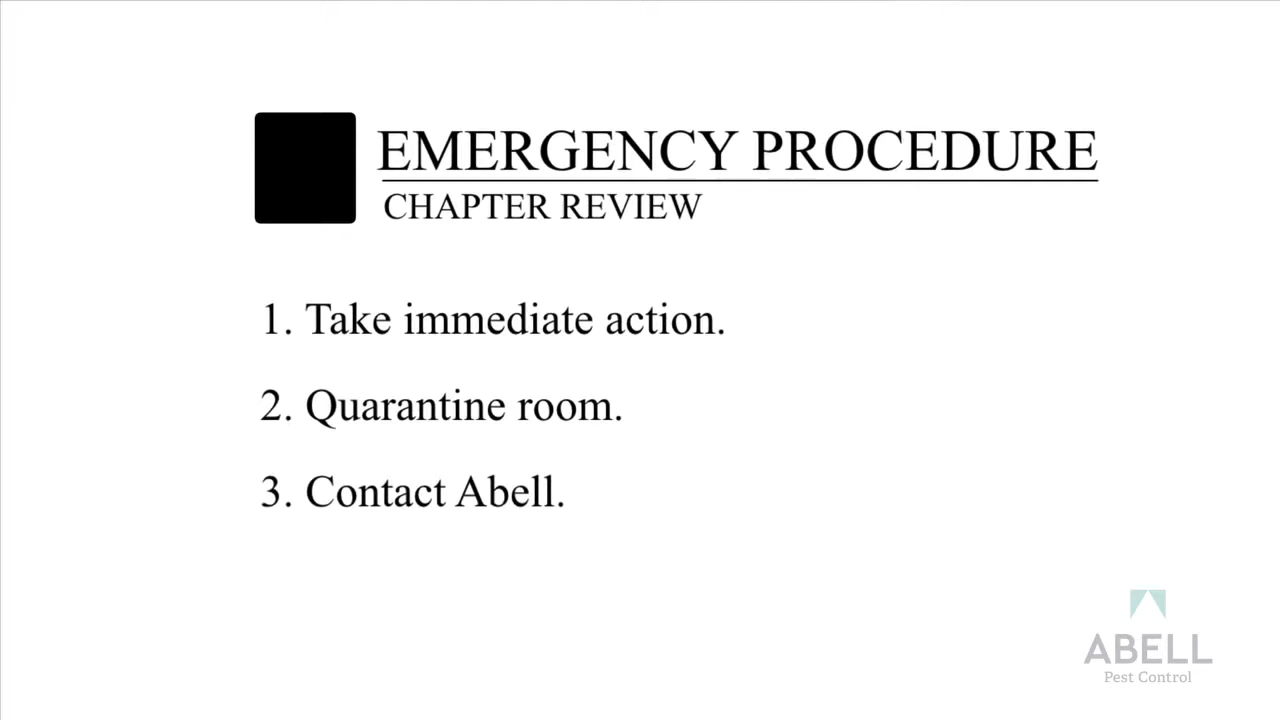 EMERGENCY PROCEDURE
CHAPTER REVIEW
1. Take immediate action.
2. Quarantine room.
3. Contact Abell.
ABELL
Pest Control